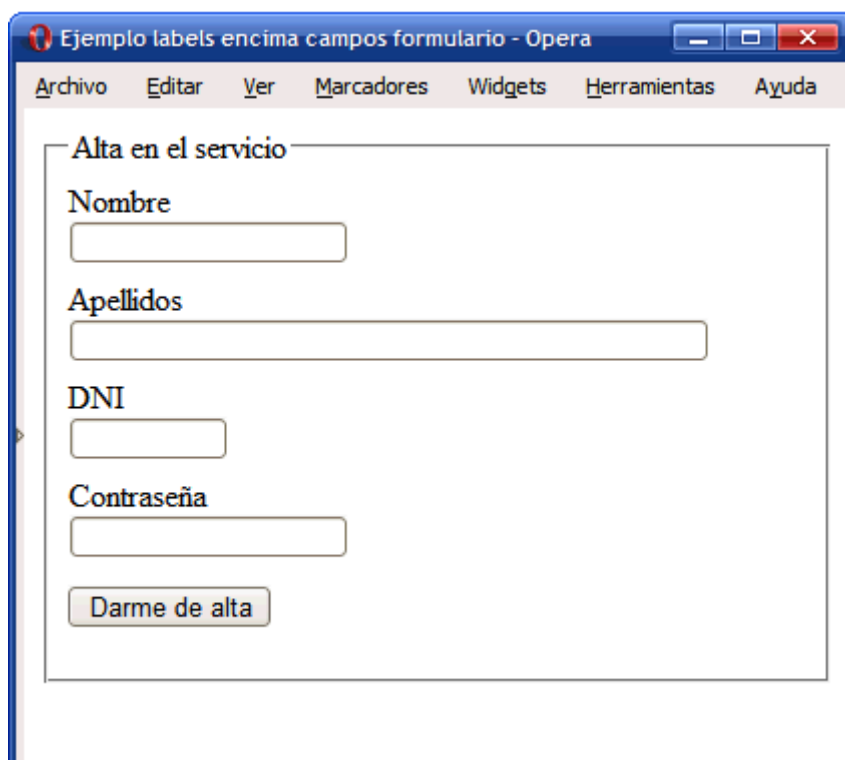 Ejemplo labels encima campos formulario - Opera
Archivo Editar Ver Marcadores Widgets Herramientas Ayuda
Alta en el servicio
Nombre
Apellidos
DNI
Contraseña
Darme de alta